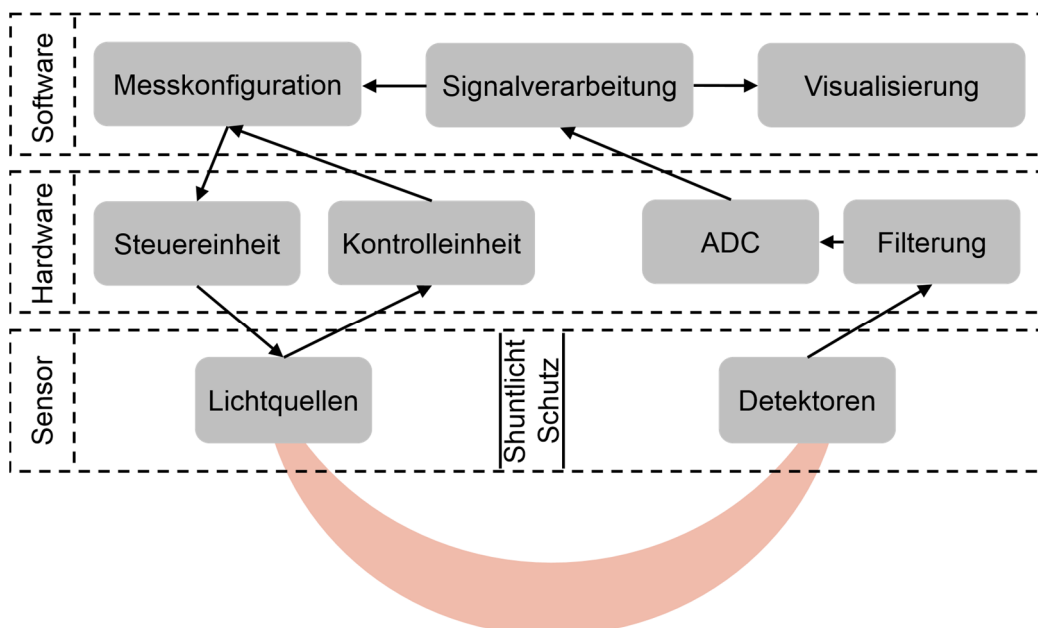 Software
Messkonfiguration
Signalverarbeitung
Visualisierung
Hardware
Steuereinheit
Kontrolleinheit
ADC
Filterung
Sensor
Lichtquellen
Shuntlicht
Schutz
Detektoren